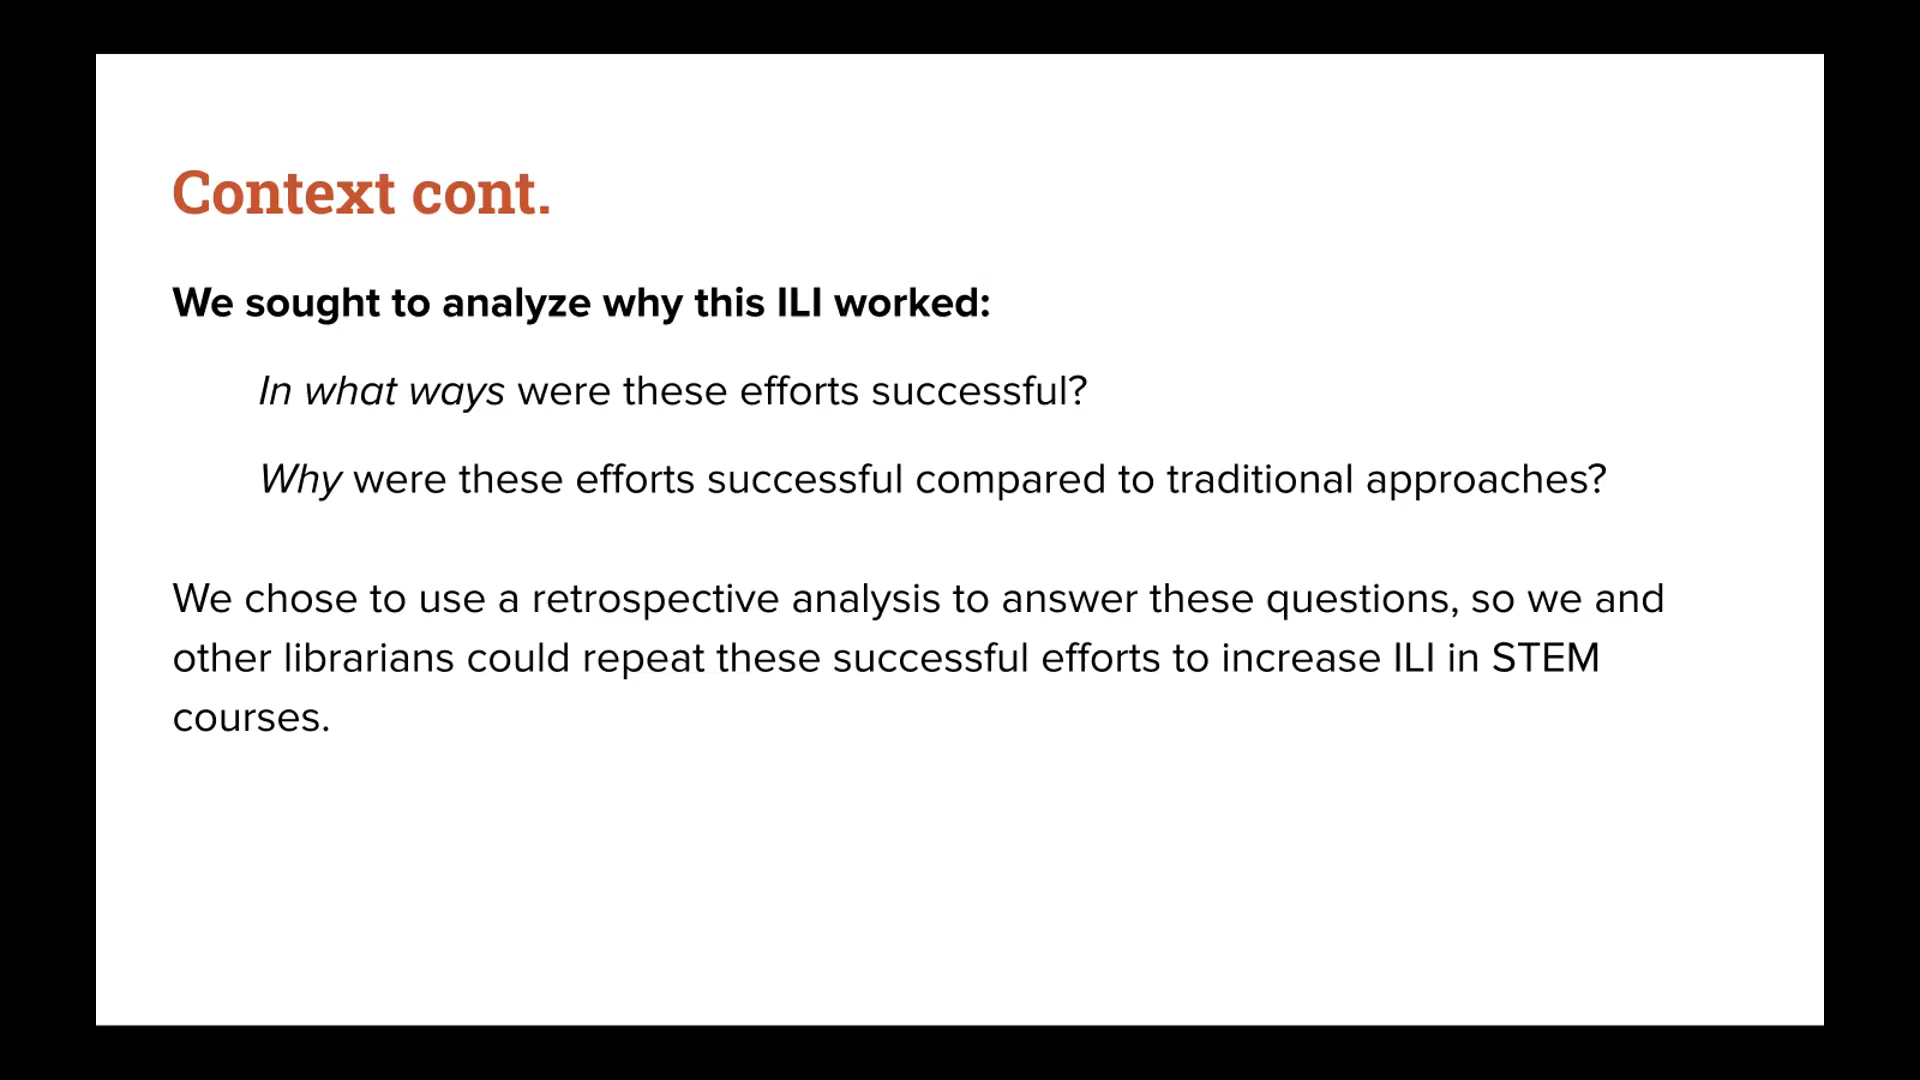 Context cont.
We sought to analyze why this ILI worked:
In what ways were these efforts successful?
Why were these efforts successful compared to traditional approaches?
We chose to use a retrospective analysis to answer these questions, so we and
other librarians could repeat these successful efforts to increase ILI in STEM
courses.